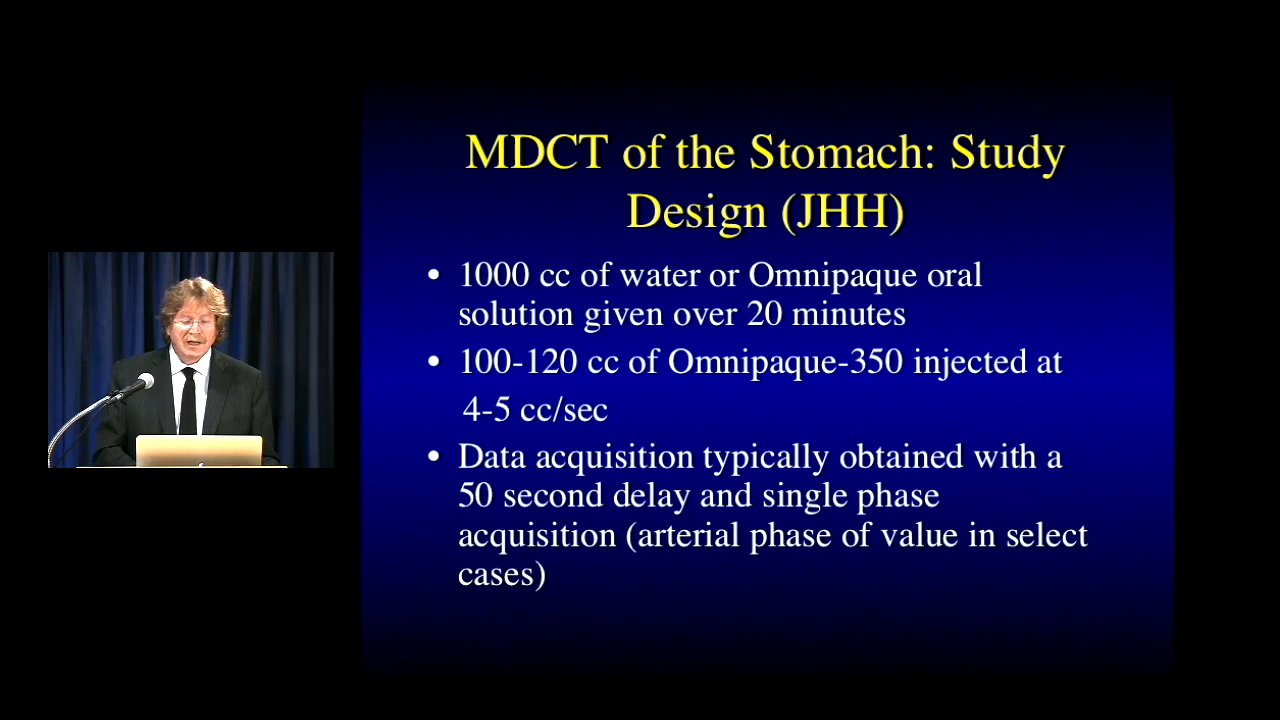 MDCT of the Stomach: Study
Design (JHH)
• 1000 cc of water or Omnipaque oral
solution given over 20 minutes
• 100-120 cc of Omnipaque-350 injected at
4-5 cc/sec
• Data acquisition typically obtained with a
50 second delay and single phase
acquisition (arterial phase of value in select
cases)